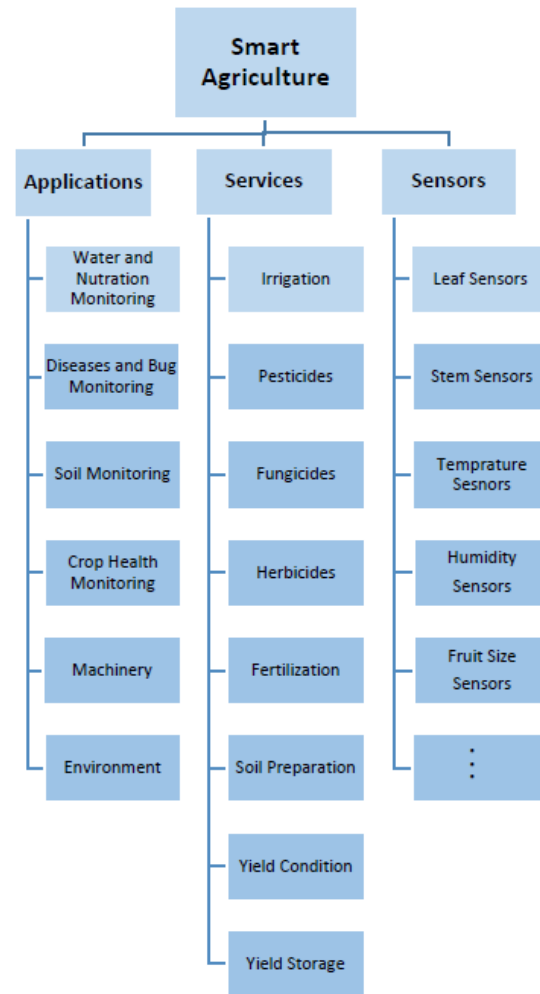 Smart
Agriculture
Applications
Services
Sensors
Water and
Nutration
Monitoring
Diseases and Bug
Monitoring
Soil Monitoring
Crop Health
Monitoring
Machinery
Environment
Irrigation
Pesticides
Fungicides
Herbicides
Fertilization
Soil Preparation
Yield Condition
Yield Storage
Leaf Sensors
Stem Sensors
Temprature
Sesnors
Humidity
Sensors
Fruit Size
Sensors
⋮